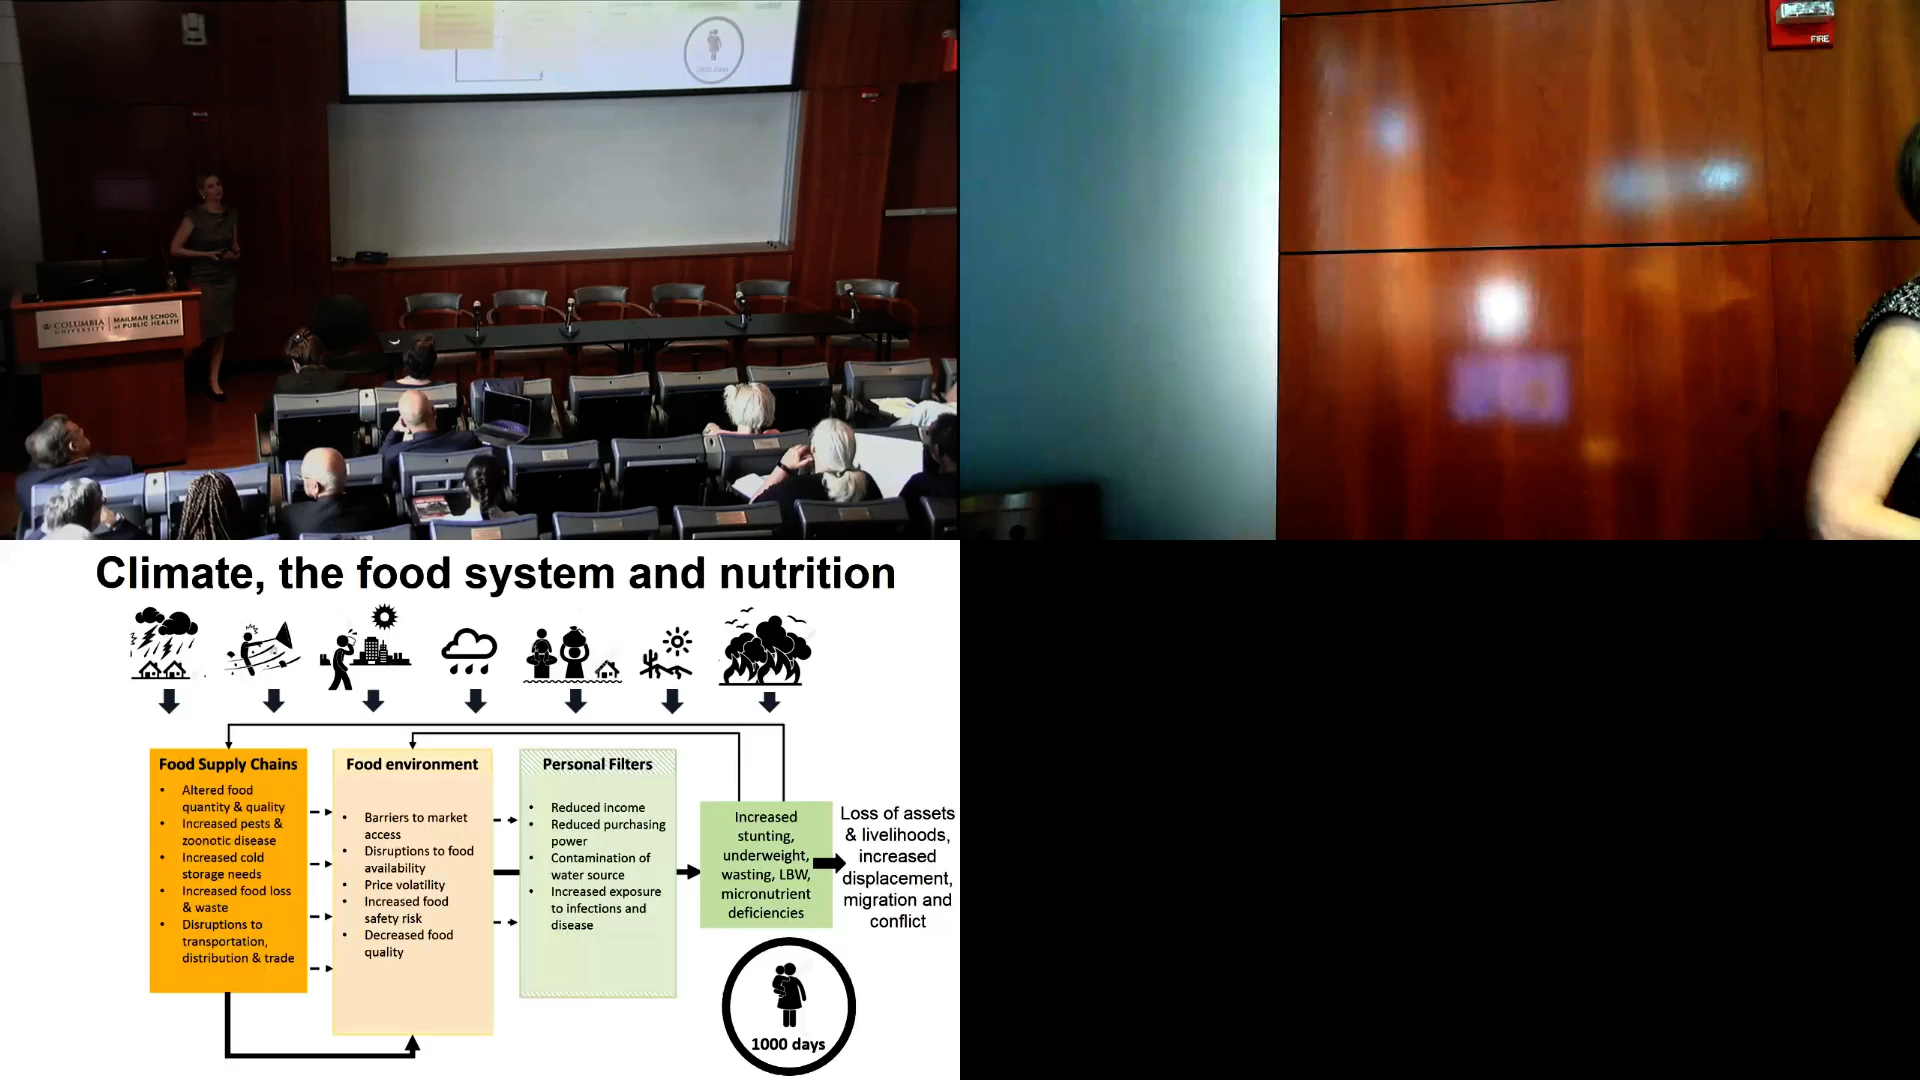 1000 days
FIRE
COLUMBIA
UNIVERSITY
MAILMAN SCHOOL
of PUBLIC HEALTH
Climate, the food system and nutrition
Food Supply Chains
• Altered food
quantity & quality
• Increased pests &
zoonotic disease
• Increased cold
storage needs
• Increased food loss
& waste
• Disruptions to
transportation,
distribution & trade
Food environment
• Barriers to market
access
• Disruptions to food
availability
• Price volatility
• Increased food
safety risk
• Decreased food
quality
Personal Filters
• Reduced income
• Reduced purchasing
power
• Contamination of
water source
• Increased exposure
to infections and
disease
Increased
stunting,
underweight,
wasting, LBW,
micronutrient
deficiencies
Loss of assets
& livelihoods,
increased
displacement,
migration and
conflict
1000 days